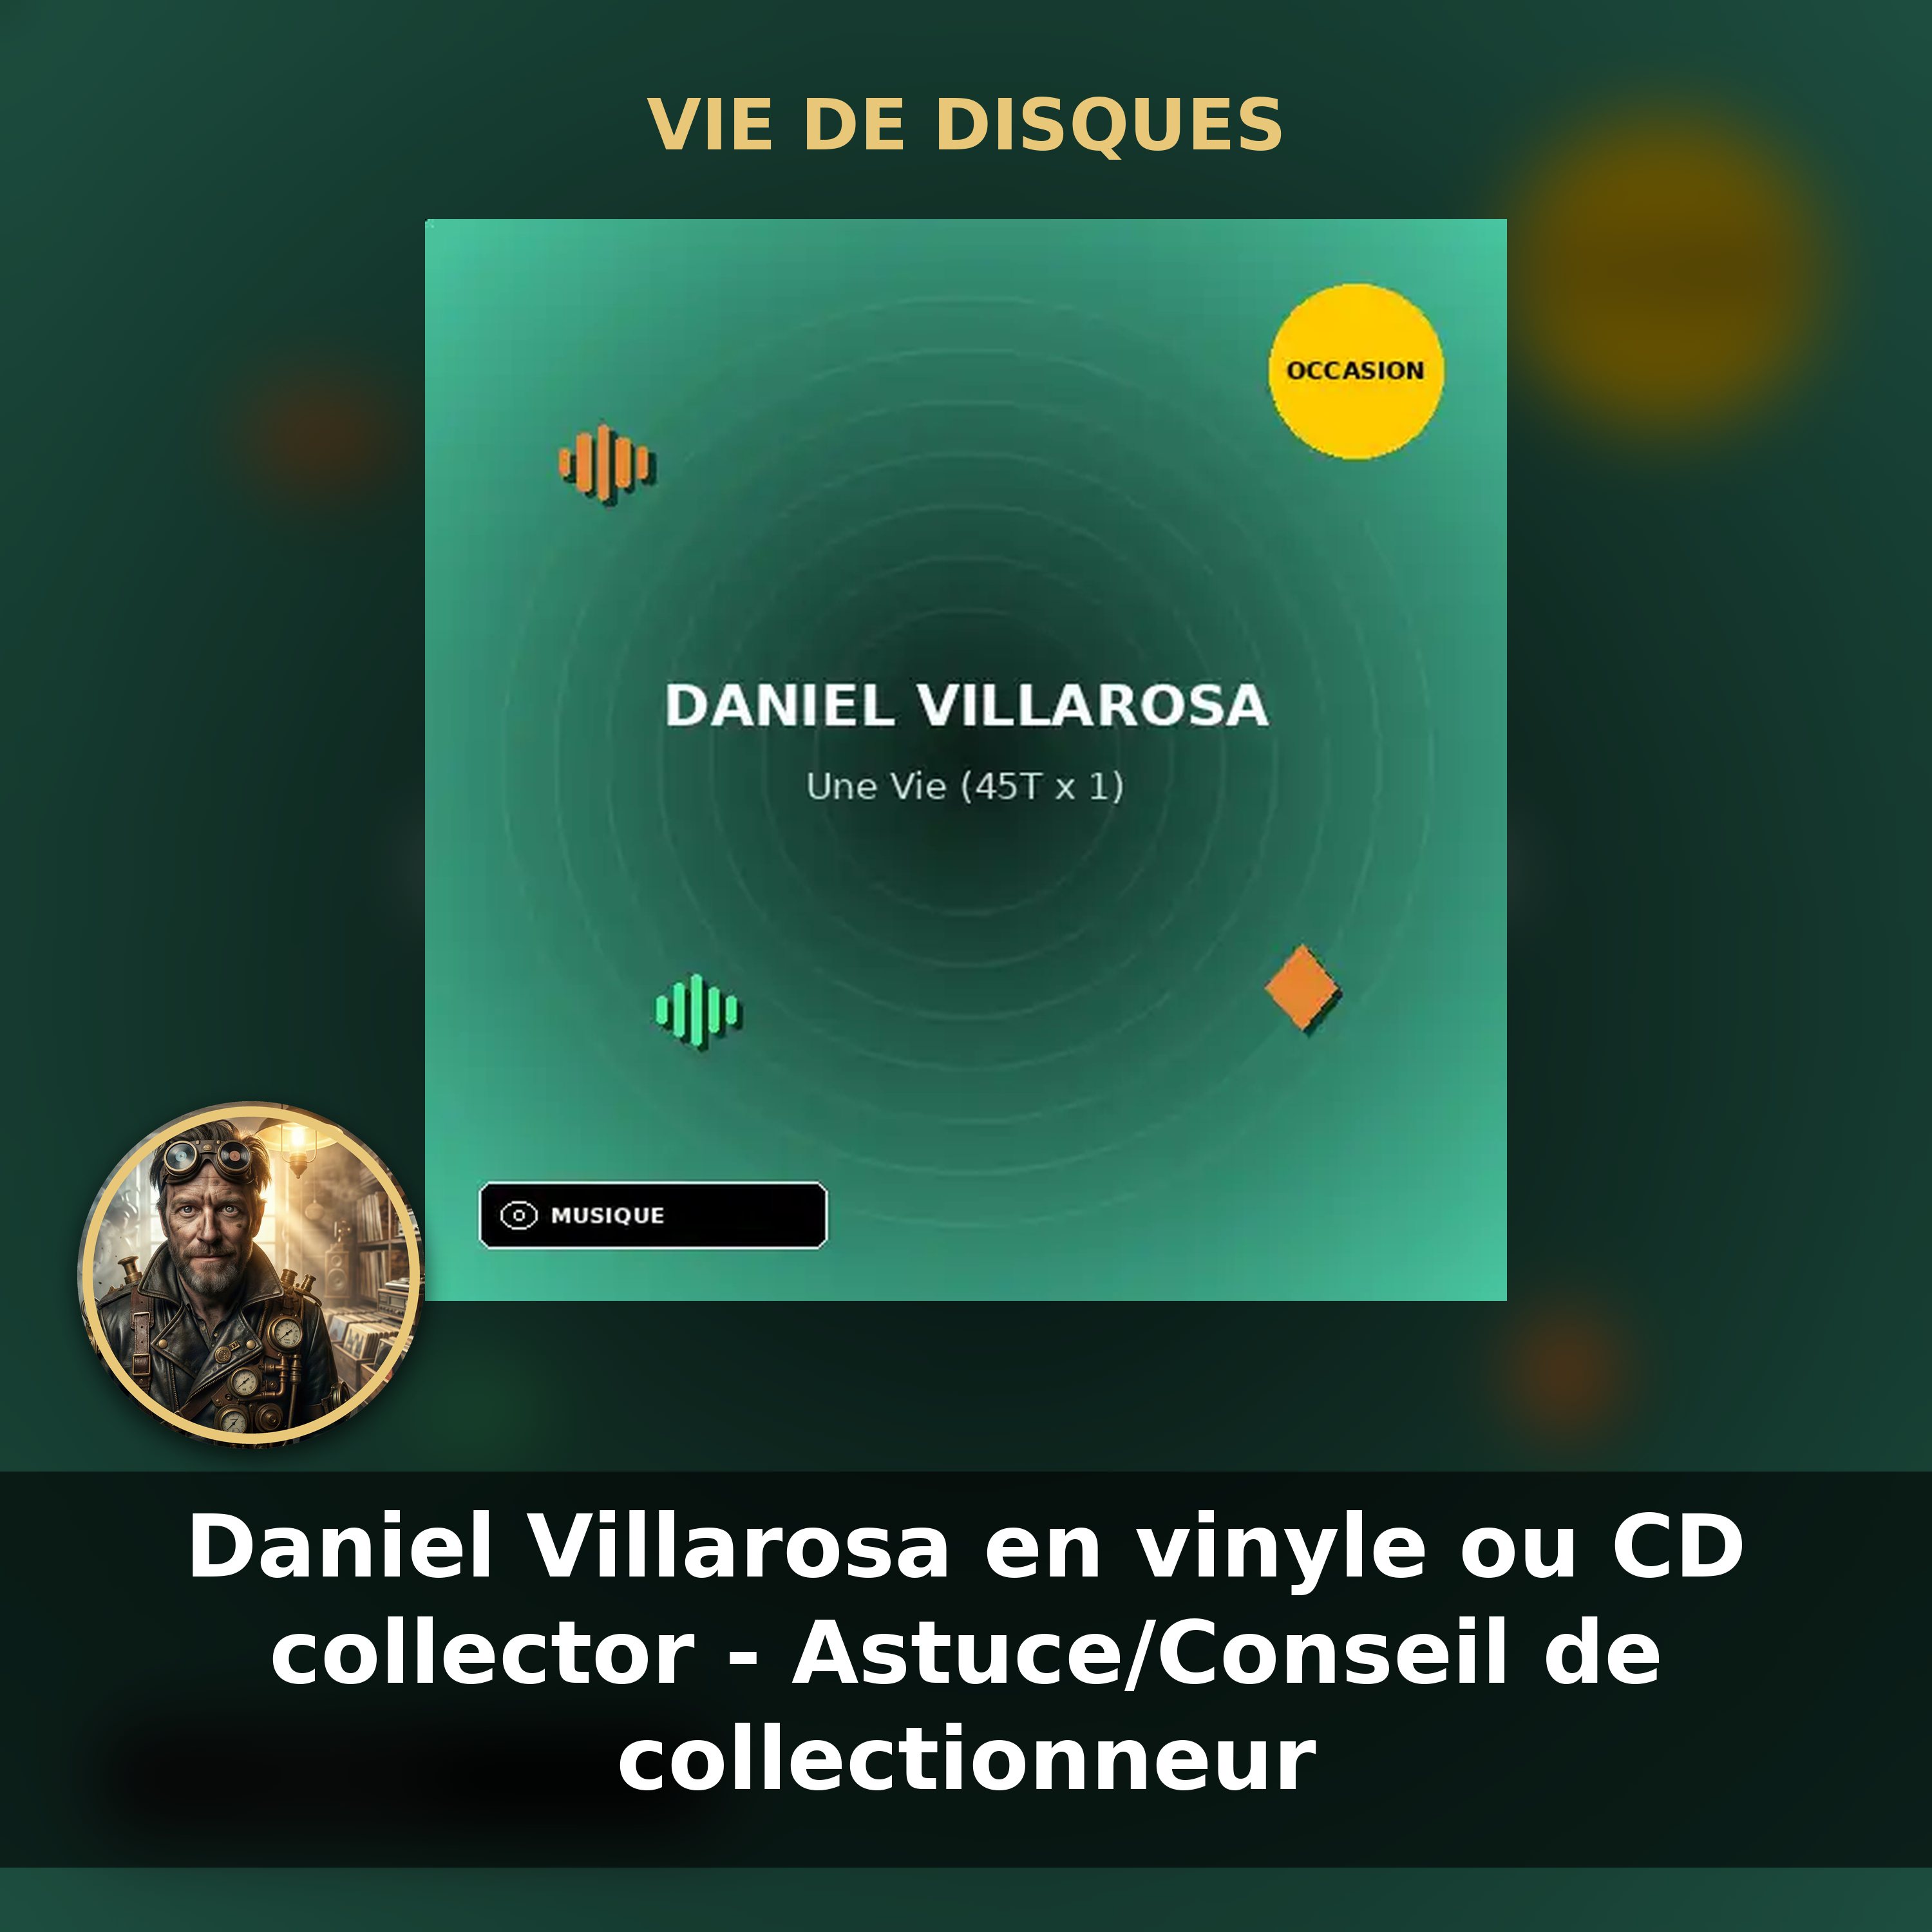 VIE DE DISQUES
OCCASION
DANIEL VILLAROSA
Une Vie (45T x 1)
MUSIQUE
Daniel Villarosa en vinyle ou CD
collector - Astuce/Conseil de
collectionneur